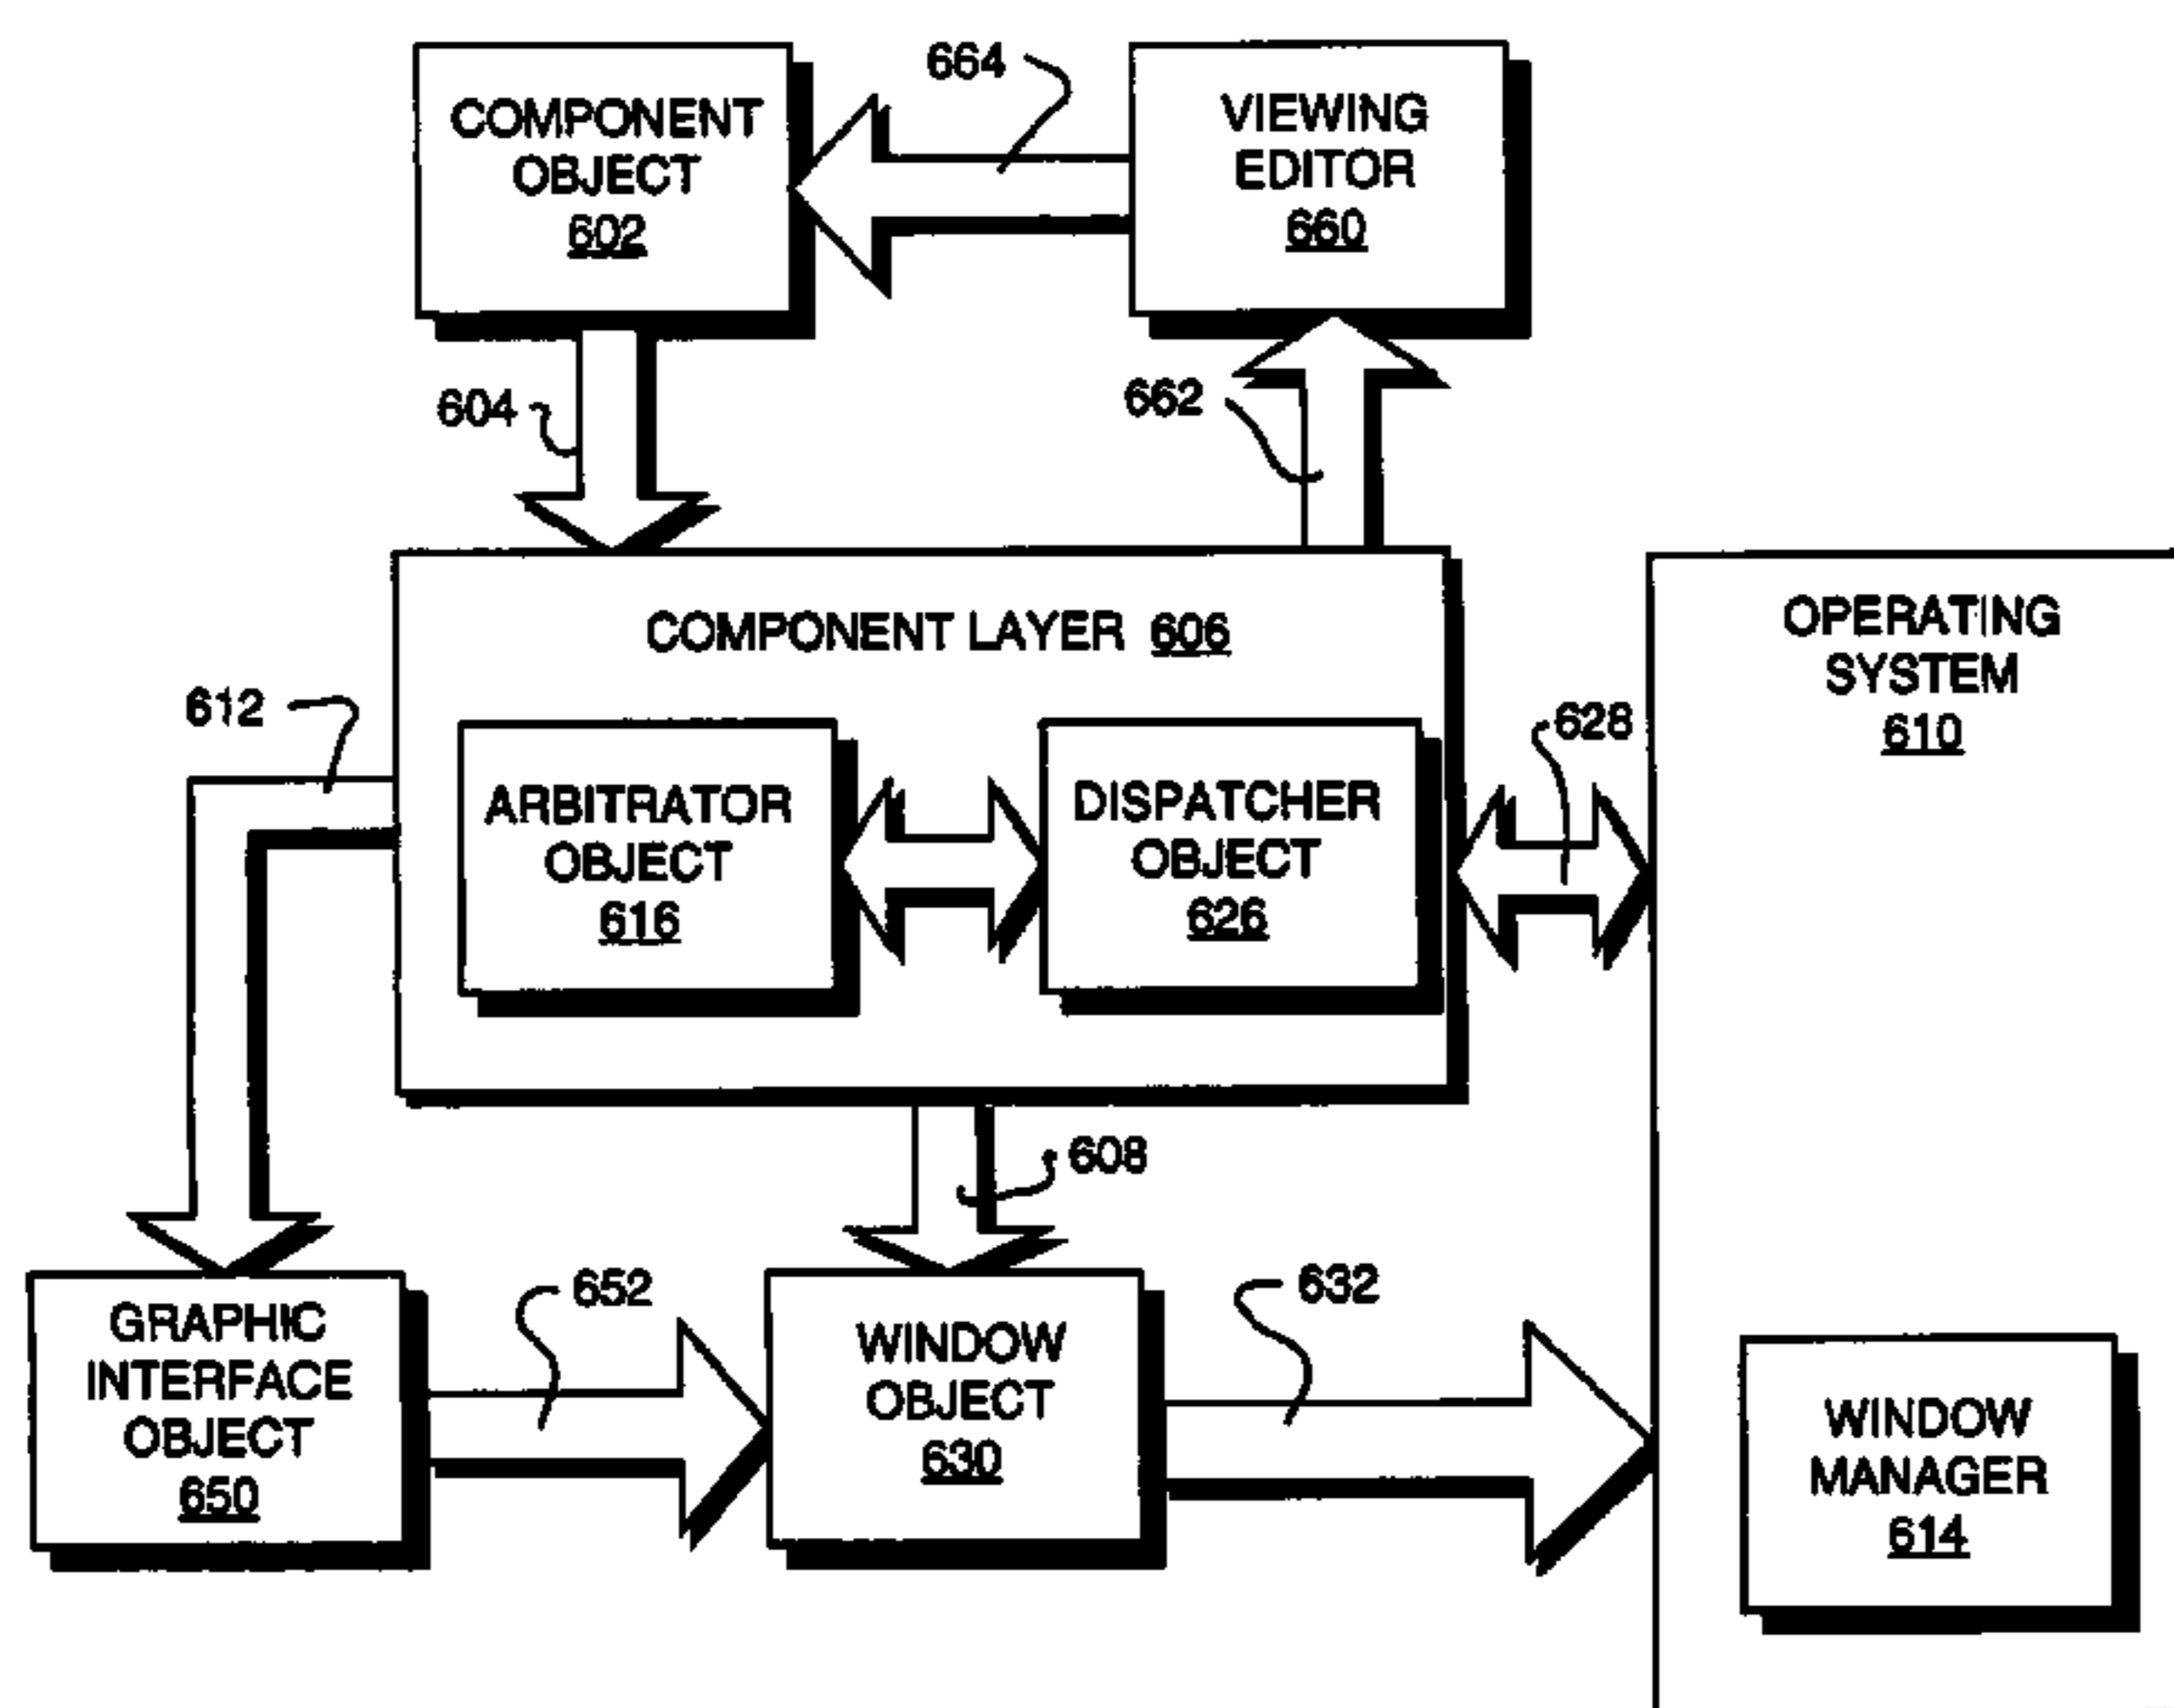 664
COMPONENT
OBJECT
602
VIEWING
EDITOR
660
604
662
COMPONENT LAYER 606
OPERATING
SYSTEM
610
612
628
ARBITRATOR
OBJECT
616
DISPATCHER
OBJECT
626
608
652
632
GRAPHIC
INTERFACE
OBJECT
650
WINDOW
OBJECT
630
WINDOW
MANAGER
614